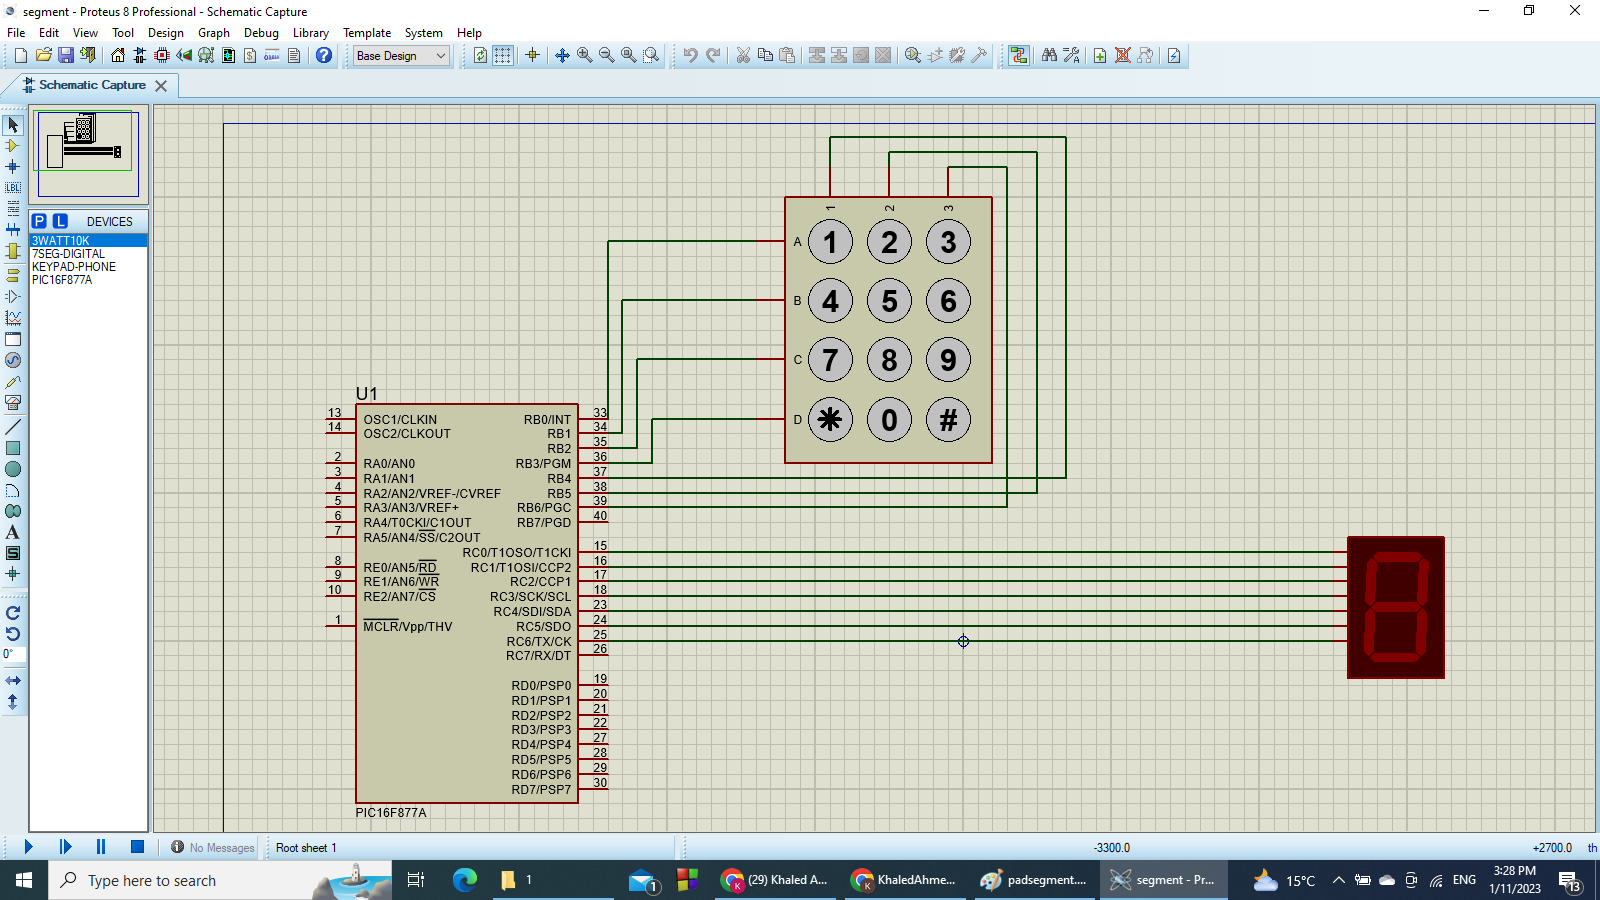 segment - Proteus 8 Professional - Schematic Capture
File Edit View Tool Design Graph Debug Library Template System Help
Base Design
Schematic Capture
P L DEVICES
3WATT10K
7SEG-DIGITAL
KEYPAD-PHONE
PIC16F877A
LBL
A
S
0°
1 2 3
A 1 2 3
B 4 5 6
C 7 8 9
D * 0 #
U1
13 OSC1/CLKIN RB0/INT 33
14 OSC2/CLKOUT RB1 34
RB2 35
2 RA0/AN0 RB3/PGM 36
3 RA1/AN1 RB4 37
4 RA2/AN2/VREF-/CVREF RB5 38
5 RA3/AN3/VREF+ RB6/PGC 39
6 RA4/T0CKI/C1OUT RB7/PGD 40
7 RA5/AN4/SS/C2OUT
RC0/T1OSO/T1CKI 15
8 RE0/AN5/RD RC1/T1OSI/CCP2 16
9 RE1/AN6/WR RC2/CCP1 17
10 RE2/AN7/CS RC3/SCK/SCL 18
RC4/SDI/SDA 23
1 MCLR/Vpp/THV RC5/SDO 24
RC6/TX/CK 25
RC7/RX/DT 26
RD0/PSP0 19
RD1/PSP1 20
RD2/PSP2 21
RD3/PSP3 22
RD4/PSP4 27
RD5/PSP5 28
RD6/PSP6 29
RD7/PSP7 30
PIC16F877A
No Messages Root sheet 1 -3300.0 +2700.0 th
Type here to search 1 1 (29) Khaled A... KhaledAhme... padsegment.... segment - Pr... 15°C ENG 3:28 PM
1/11/2023 13